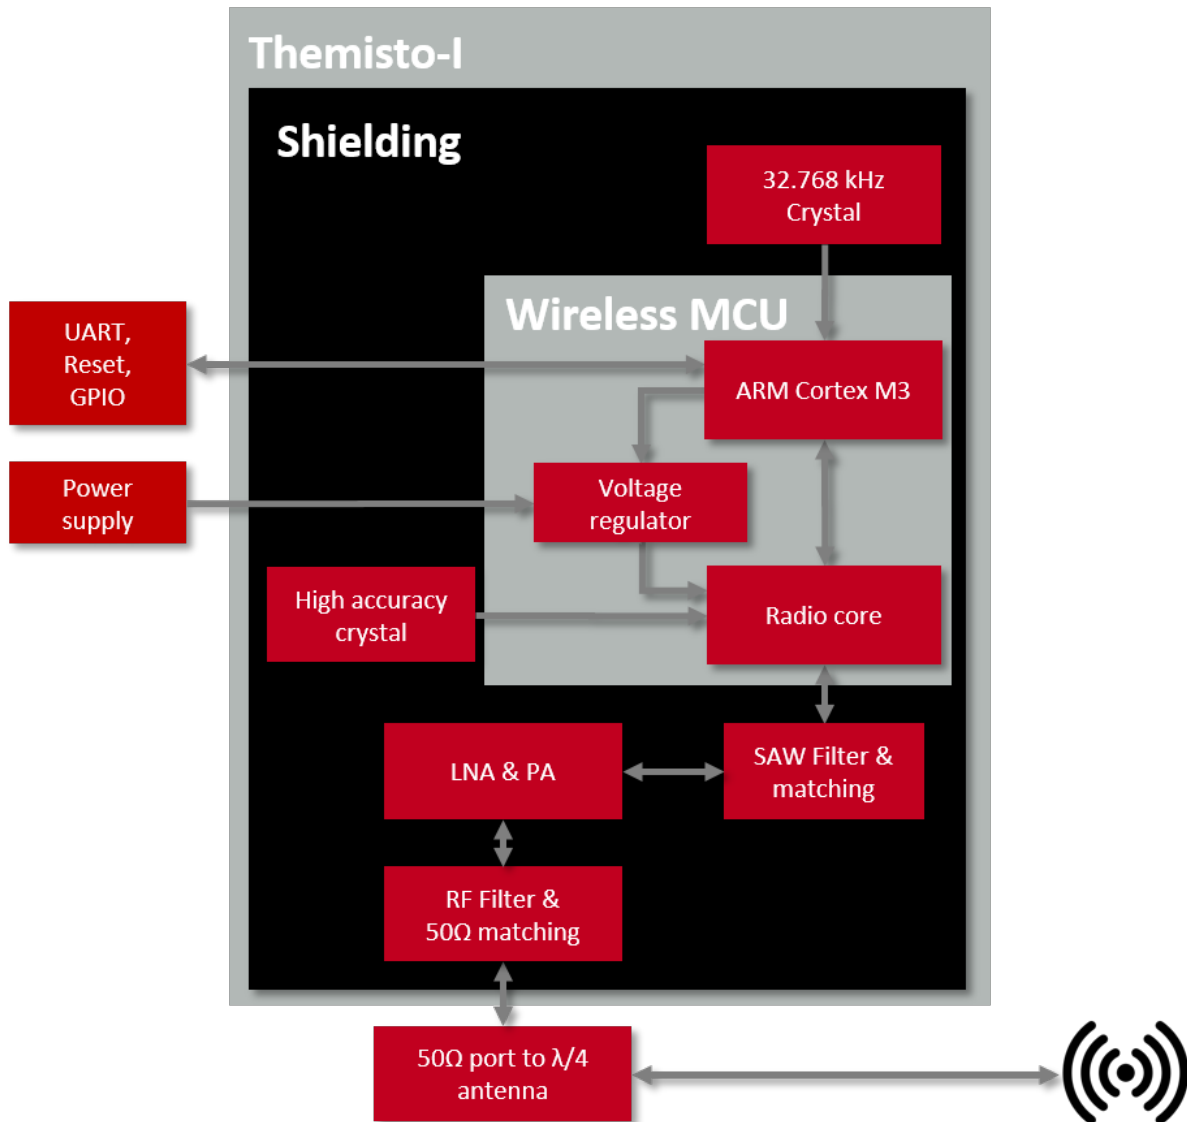 Themisto-I
Shielding
32.768 kHz
Crystal
Wireless MCU
UART,
Reset,
GPIO
ARM Cortex M3
Power
supply
Voltage
regulator
High accuracy
crystal
Radio core
LNA & PA
SAW Filter &
matching
RF Filter &
50Ω matching
50Ω port to λ/4
antenna